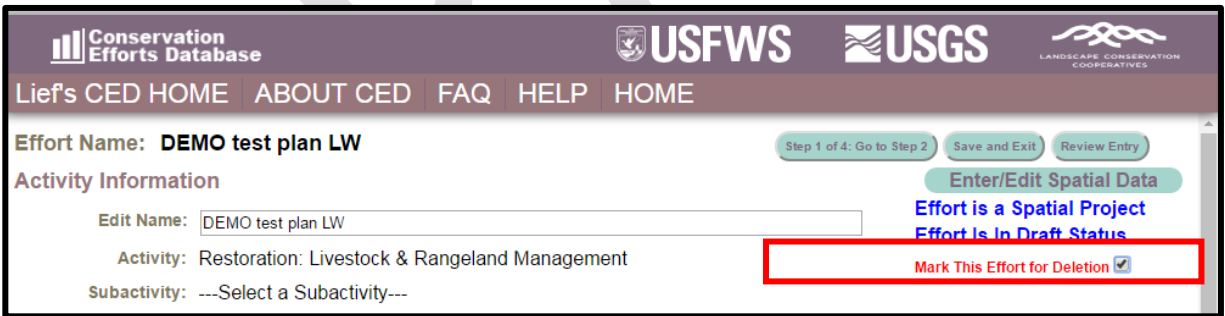 Conservation
Efforts Database
USFWS
USGS
LANDSCAPE CONSERVATION
COOPERATIVES
Lief's CED HOME ABOUT CED FAQ HELP HOME
Effort Name: DEMO test plan LW
Step 1 of 4: Go to Step 2 Save and Exit Review Entry
Activity Information
Enter/Edit Spatial Data
Effort is a Spatial Project
Edit Name: DEMO test plan LW
Effort Is In Draft Status
Activity: Restoration: Livestock & Rangeland Management
Mark This Effort for Deletion
Subactivity: ---Select a Subactivity---